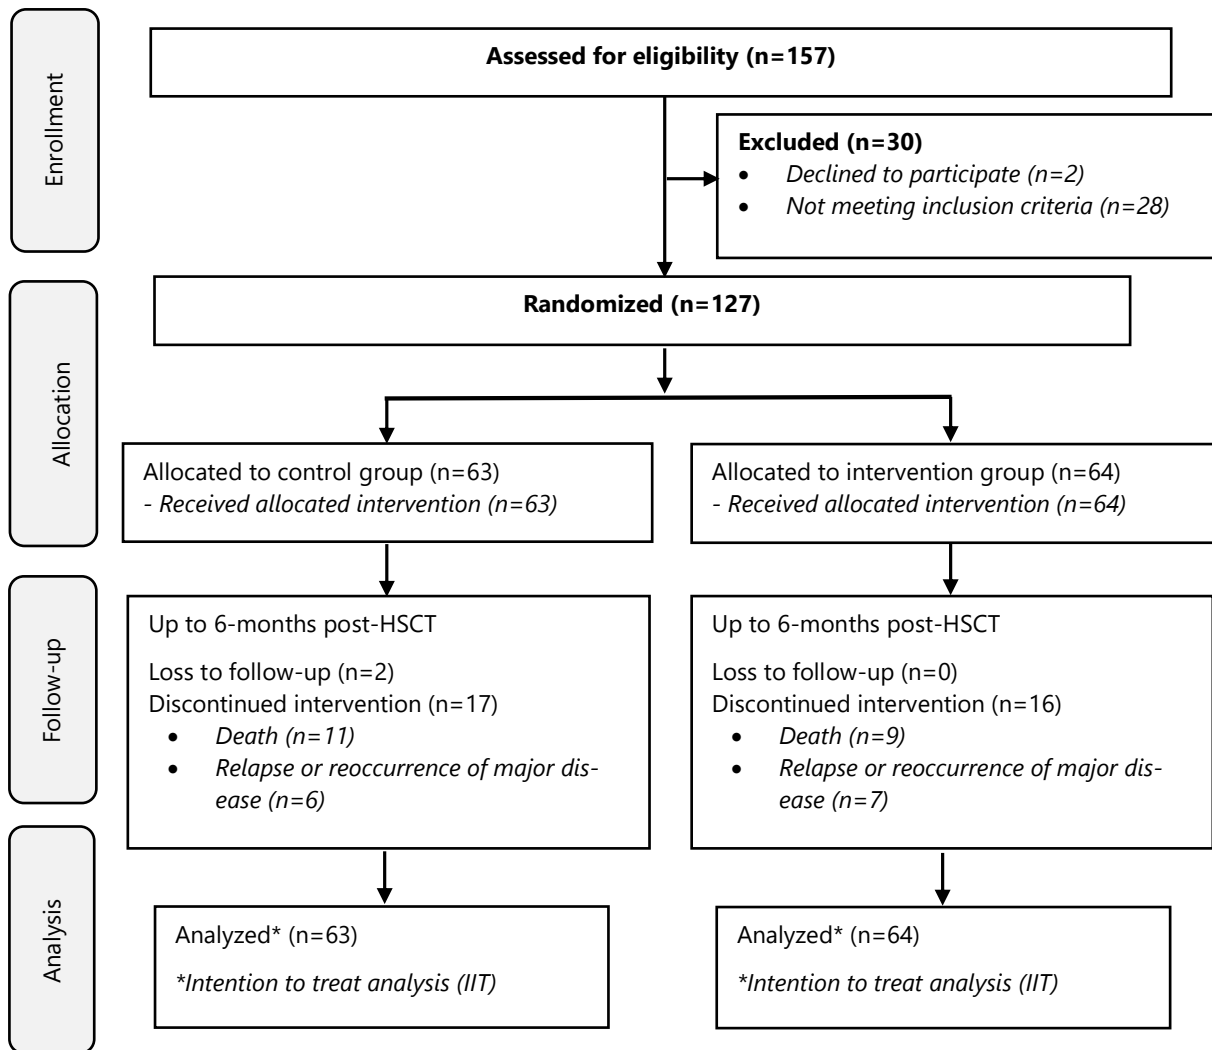 Enrollment
Assessed for eligibility (n=157)
Excluded (n=30)
• Declined to participate (n=2)
• Not meeting inclusion criteria (n=28)
Allocation
Randomized (n=127)
Allocated to control group (n=63)
- Received allocated intervention (n=63)
Allocated to intervention group (n=64)
- Received allocated intervention (n=64)
Follow-up
Up to 6-months post-HSCT
Loss to follow-up (n=2)
Discontinued intervention (n=17)
• Death (n=11)
• Relapse or reoccurrence of major dis-
ease (n=6)
Up to 6-months post-HSCT
Loss to follow-up (n=0)
Discontinued intervention (n=16)
• Death (n=9)
• Relapse or reoccurrence of major dis-
ease (n=7)
Analysis
Analyzed* (n=63)
*Intention to treat analysis (IIT)
Analyzed* (n=64)
*Intention to treat analysis (IIT)